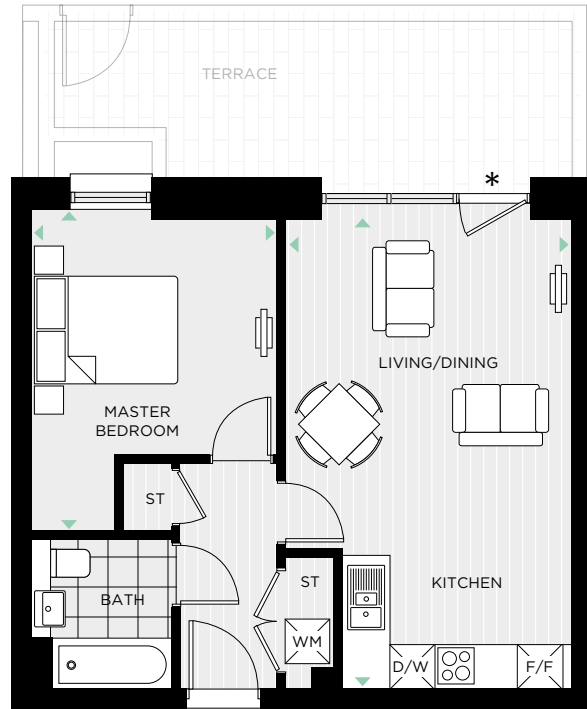 TERRACE
*
LIVING/DINING
MASTER
BEDROOM
ST
BATH
ST
KITCHEN
WM
D/W
F/F